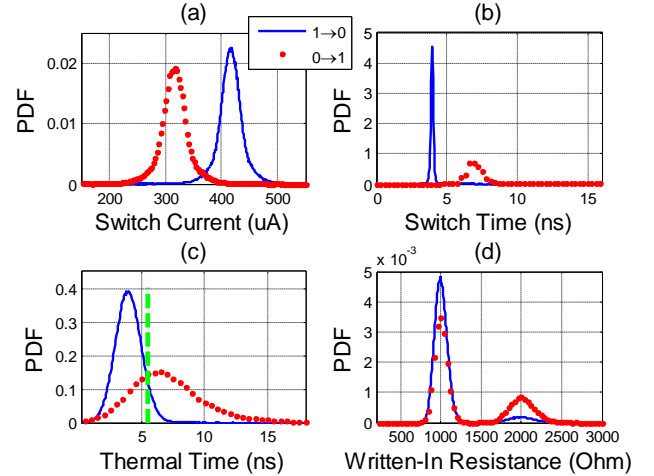 (a)
(b)
1→0
0→1
PDF
0.02
0.01
0
200
300
400
500
Switch Current (uA)
PDF
5
4
3
2
1
0
0
5
10
15
Switch Time (ns)
(c)
(d)
PDF
0.4
0.3
0.2
0.1
0
5
10
15
Thermal Time (ns)
x 10-3
PDF
5
4
3
2
1
0
1000
1500
2000
2500
3000
Written-In Resistance (Ohm)